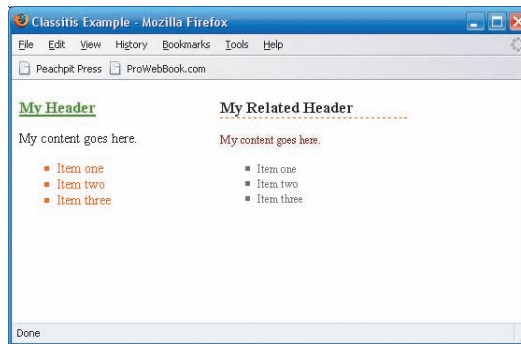 Classitis Example - Mozilla Firefox
File Edit View History Bookmarks Tools Help
Peachpit Press ProWebBook.com
My Header
My content goes here.
Item one
Item two
Item three
My Related Header
My content goes here.
Item one
Item two
Item three
Done